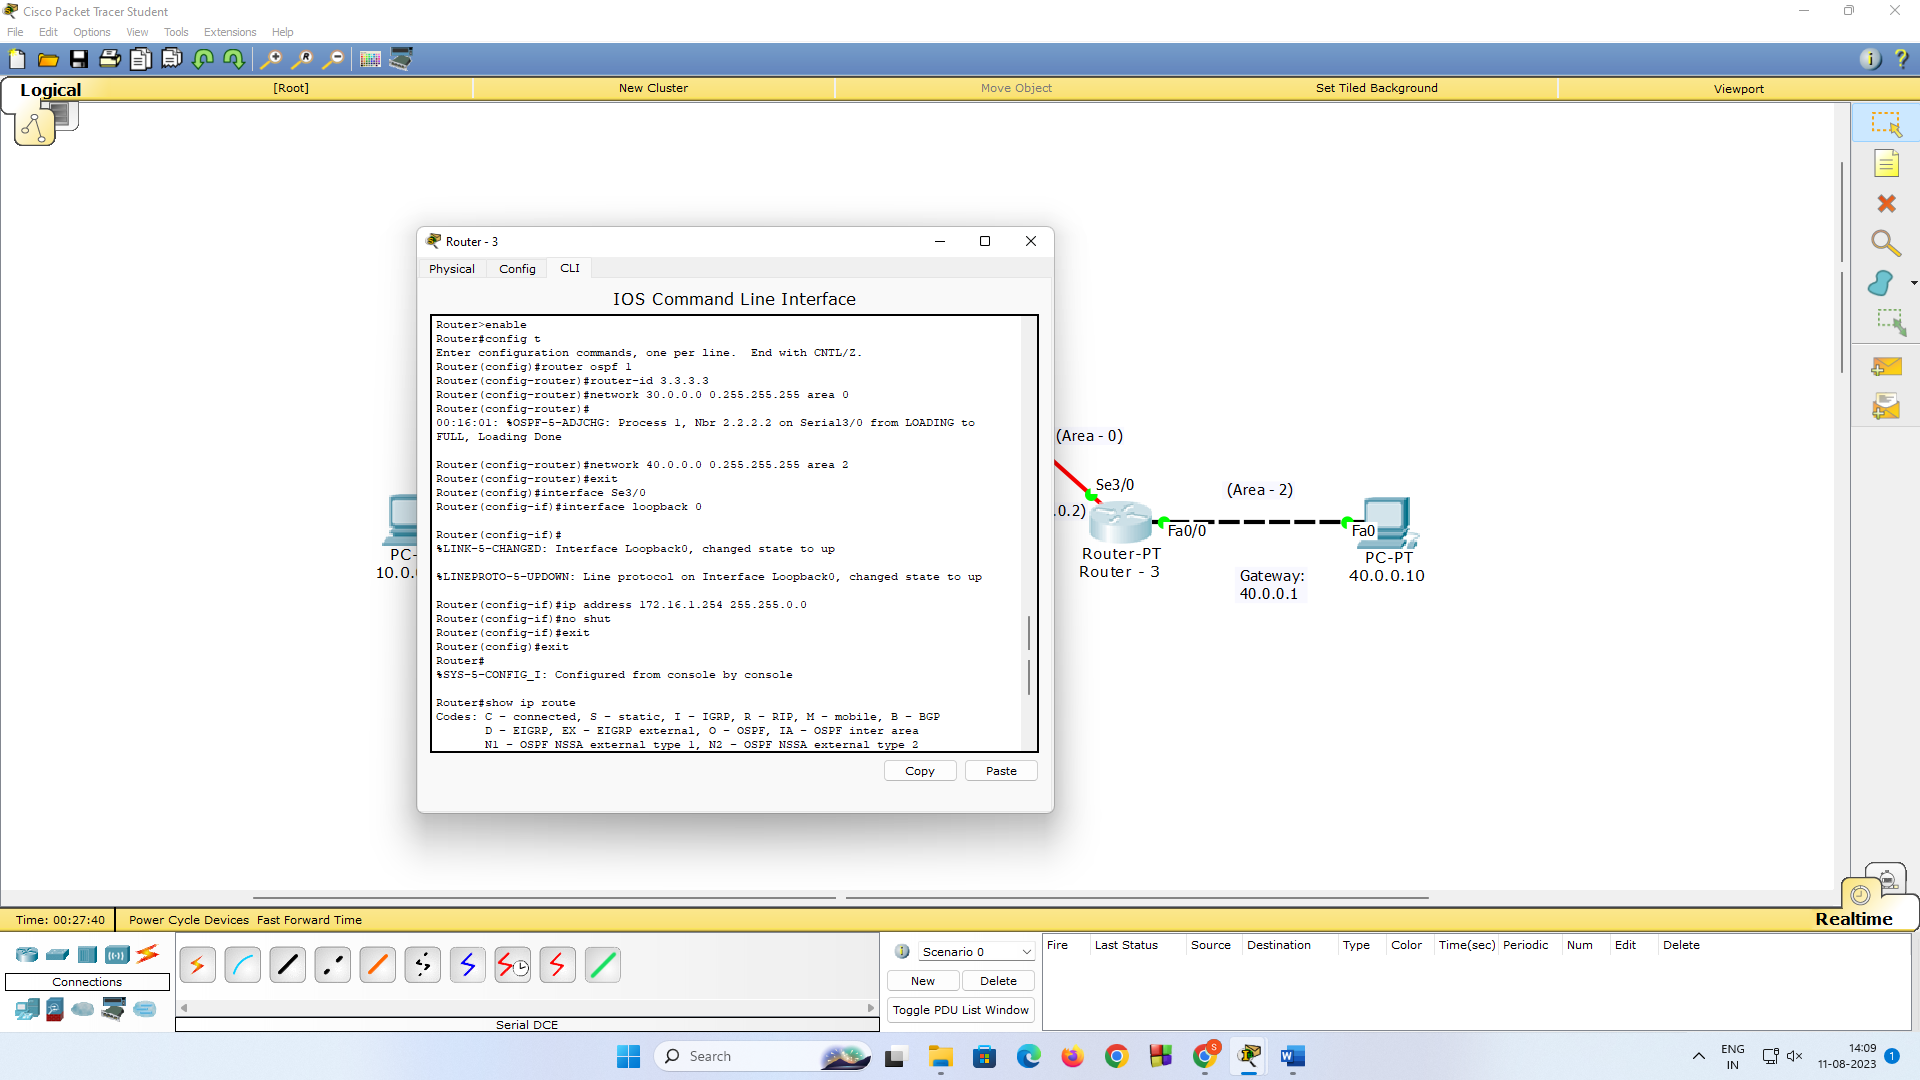 Cisco Packet Tracer Student
File Edit Options View Tools Extensions Help
Logical [Root] New Cluster Move Object Set Tiled Background Viewport
Router - 3
Physical Config CLI
IOS Command Line Interface
Router>enable
Router#config t
Enter configuration commands, one per line.  End with CNTL/Z.
Router(config)#router ospf 1
Router(config-router)#router-id 3.3.3.3
Router(config-router)#network 30.0.0.0 0.255.255.255 area 0
Router(config-router)#
00:16:01: %OSPF-5-ADJCHG: Process 1, Nbr 2.2.2.2 on Serial3/0 from LOADING to
FULL, Loading Done
Router(config-router)#network 40.0.0.0 0.255.255.255 area 2
Router(config-router)#exit
Router(config)#interface Se3/0
Router(config-if)#interface loopback 0
Router(config-if)#
%LINK-5-CHANGED: Interface Loopback0, changed state to up
%LINEPROTO-5-UPDOWN: Line protocol on Interface Loopback0, changed state to up
Router(config-if)#ip address 172.16.1.254 255.255.0.0
Router(config-if)#no shut
Router(config-if)#exit
Router(config)#exit
Router#
%SYS-5-CONFIG_I: Configured from console by console
Router#show ip route
Codes: C - connected, S - static, I - IGRP, R - RIP, M - mobile, B - BGP
D - EIGRP, EX - EIGRP external, O - OSPF, IA - OSPF inter area
N1 - OSPF NSSA external type 1, N2 - OSPF NSSA external type 2
Copy Paste
PC-
10.0.
(Area - 0)
Se3/0
.0.2)
Fa0/0
Router-PT
Router - 3
(Area - 2)
Fa0
PC-PT
40.0.0.10
Gateway:
40.0.0.1
Time: 00:27:40 Power Cycle Devices Fast Forward Time
Realtime
Connections
Serial DCE
Scenario 0
New Delete
Toggle PDU List Window
Fire Last Status Source Destination Type Color Time(sec) Periodic Num Edit Delete
Search
S
W
ENG
IN
14:09
11-08-2023
1